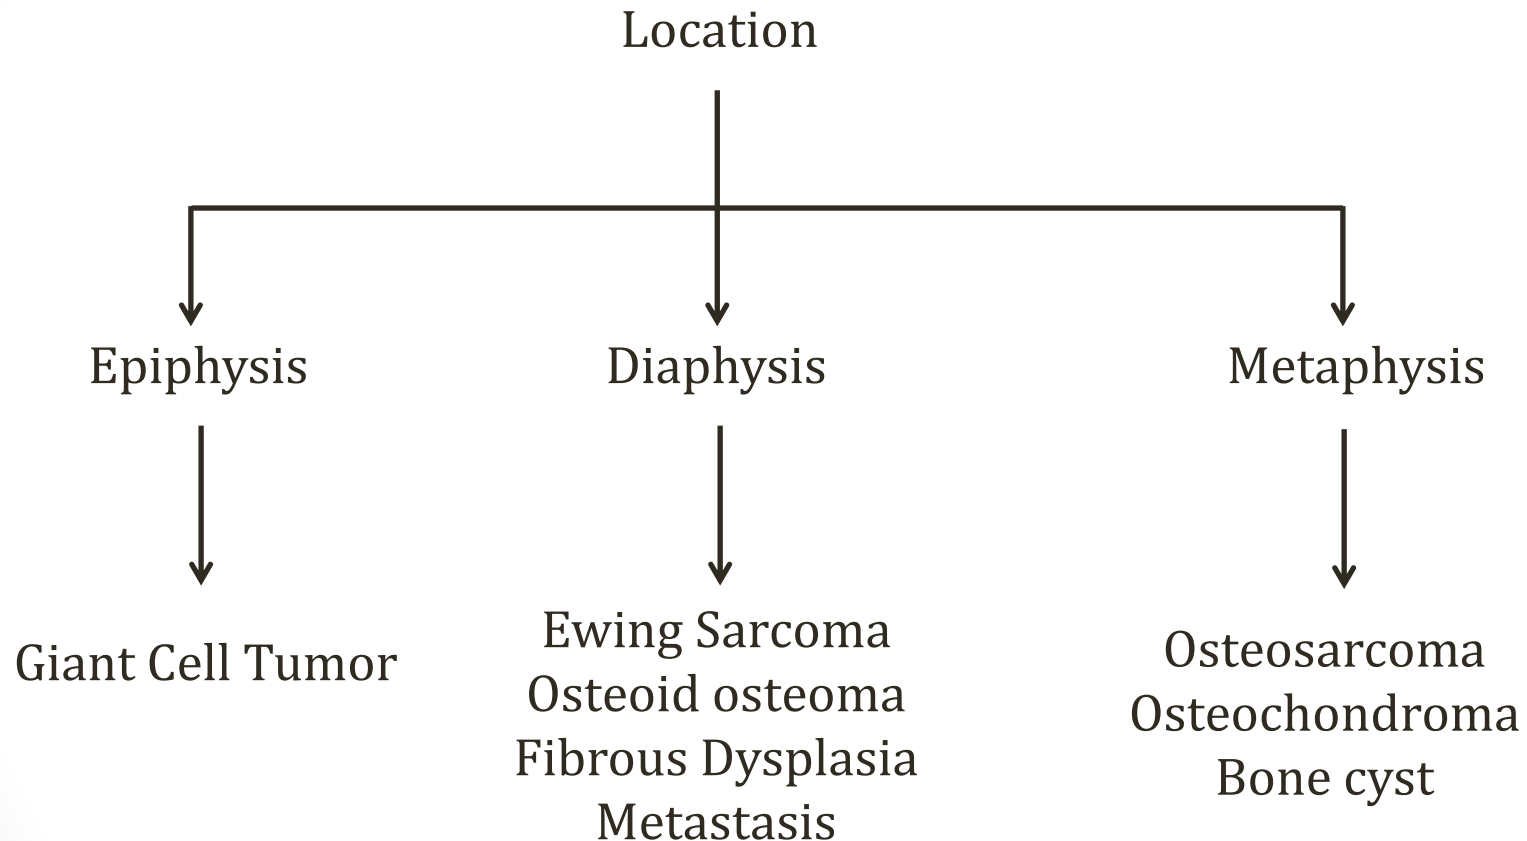 Location
Epiphysis
Diaphysis
Metaphysis
Giant Cell Tumor
Ewing Sarcoma
Osteoid osteoma
Fibrous Dysplasia
Metastasis
Osteosarcoma
Osteochondroma
Bone cyst